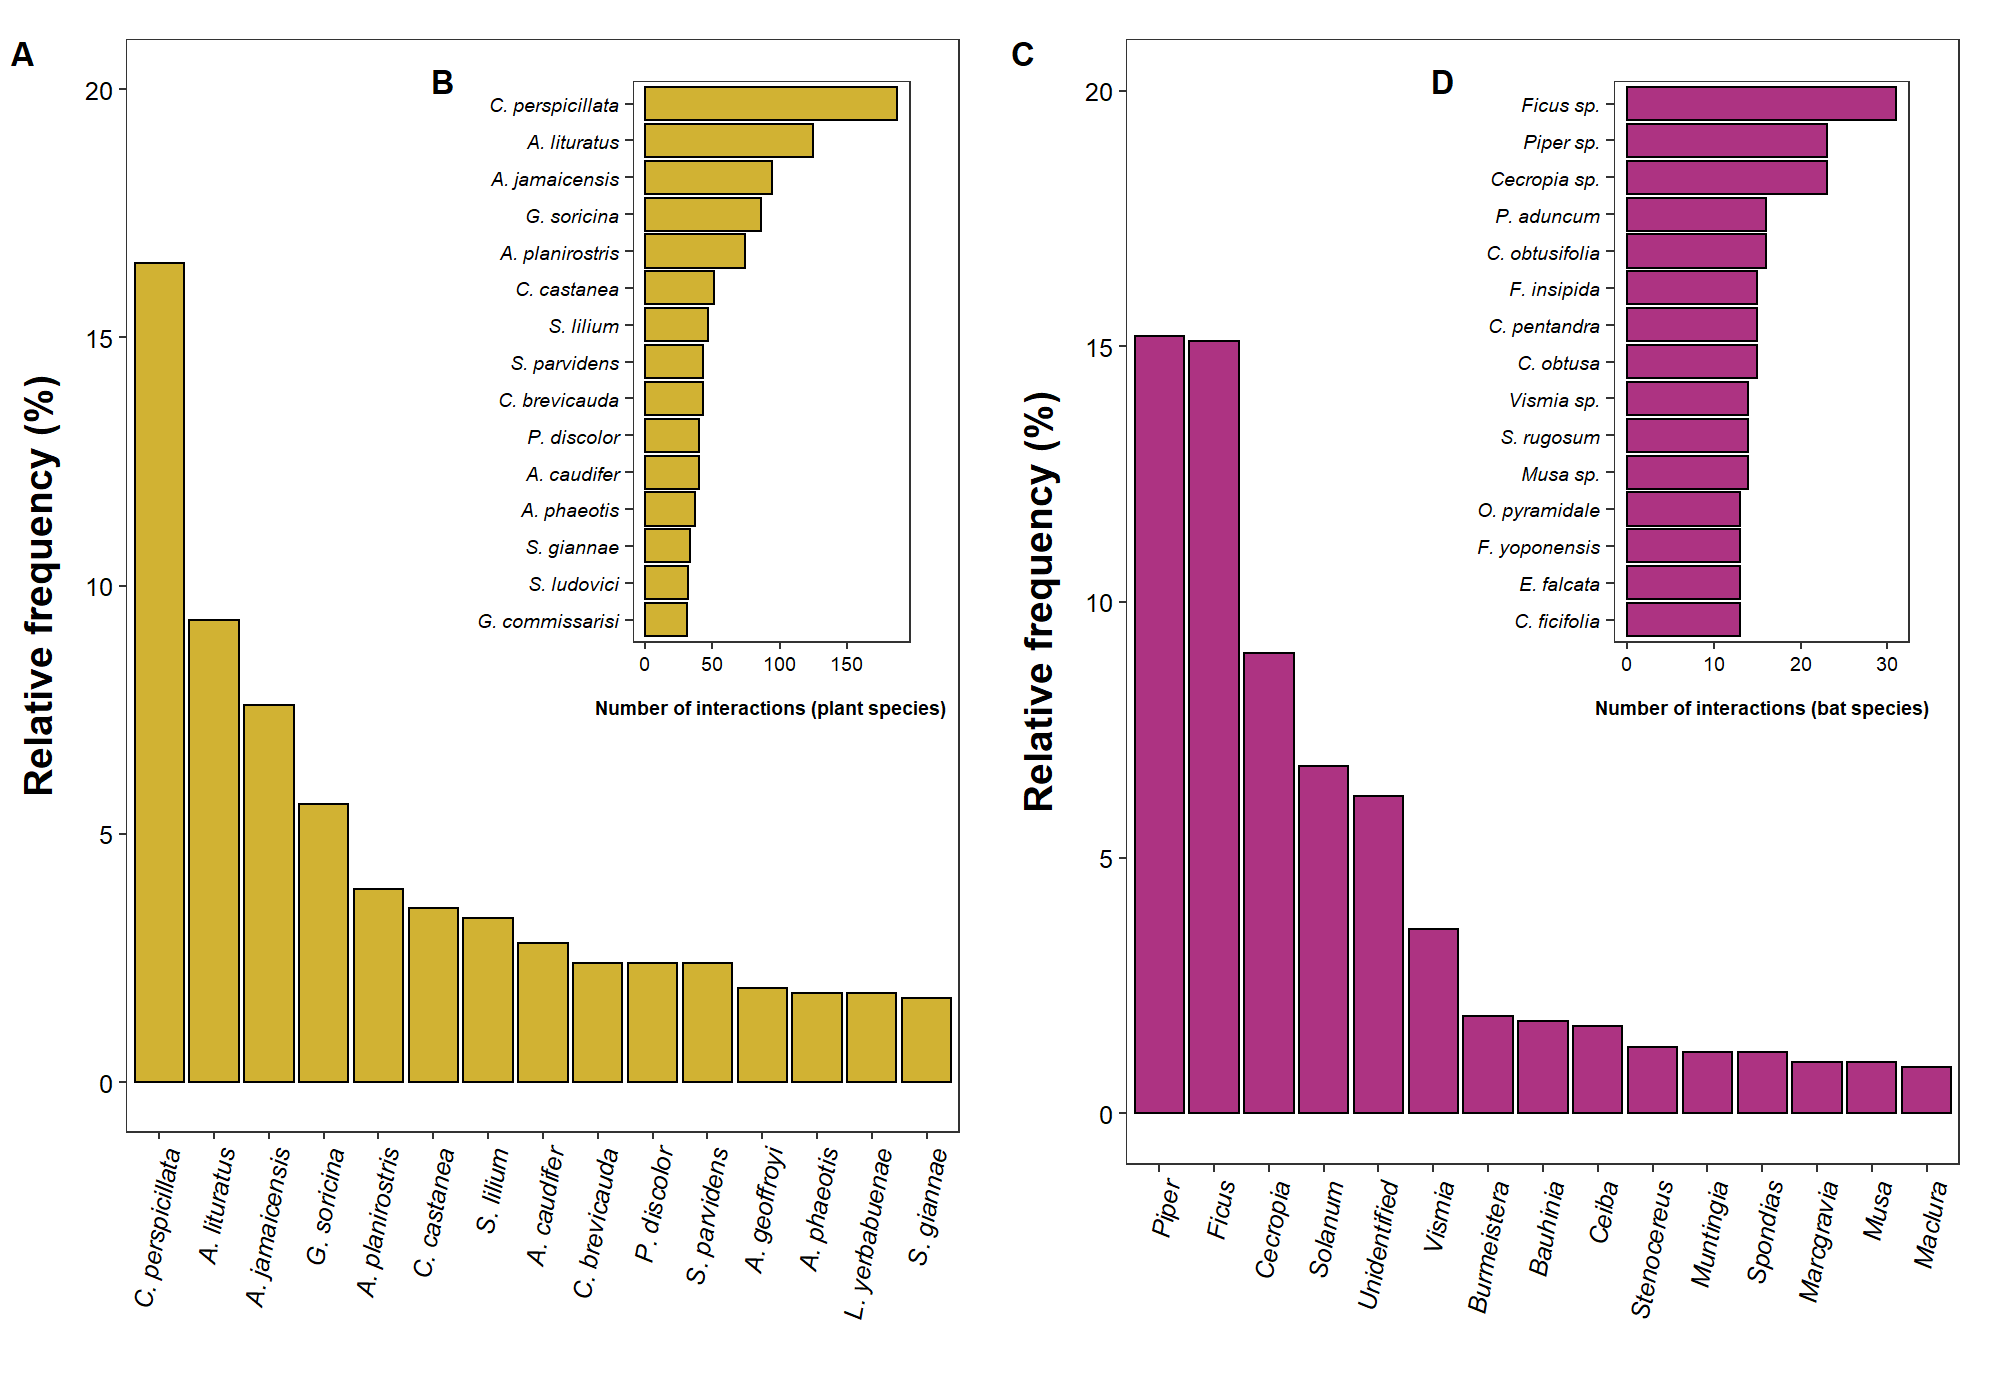 A
B
C
D
Relative frequency (%)
20
15
10
5
0
C. perspicillata
A. lituratus
A. jamaicensis
G. soricina
A. planirostris
C. castanea
S. lilium
A. caudifer
C. brevicauda
P. discolor
S. parvidens
A. geoffroyi
A. phaeotis
L. yerbabuenae
S. giannae
C. perspicillata
A. lituratus
A. jamaicensis
G. soricina
A. planirostris
C. castanea
S. lilium
S. parvidens
C. brevicauda
P. discolor
A. caudifer
A. phaeotis
S. giannae
S. ludovici
G. commissarisi
0 50 100 150
Number of interactions (plant species)
Relative frequency (%)
20
15
10
5
0
Piper
Ficus
Cecropia
Solanum
Unidentified
Vismia
Burmeistera
Bauhinia
Ceiba
Stenocereus
Muntingia
Spondias
Marcgravia
Musa
Maclura
Ficus sp.
Piper sp.
Cecropia sp.
P. aduncum
C. obtusifolia
F. insipida
C. pentandra
C. obtusa
Vismia sp.
S. rugosum
Musa sp.
O. pyramidale
F. yoponensis
E. falcata
C. ficifolia
0 10 20 30
Number of interactions (bat species)